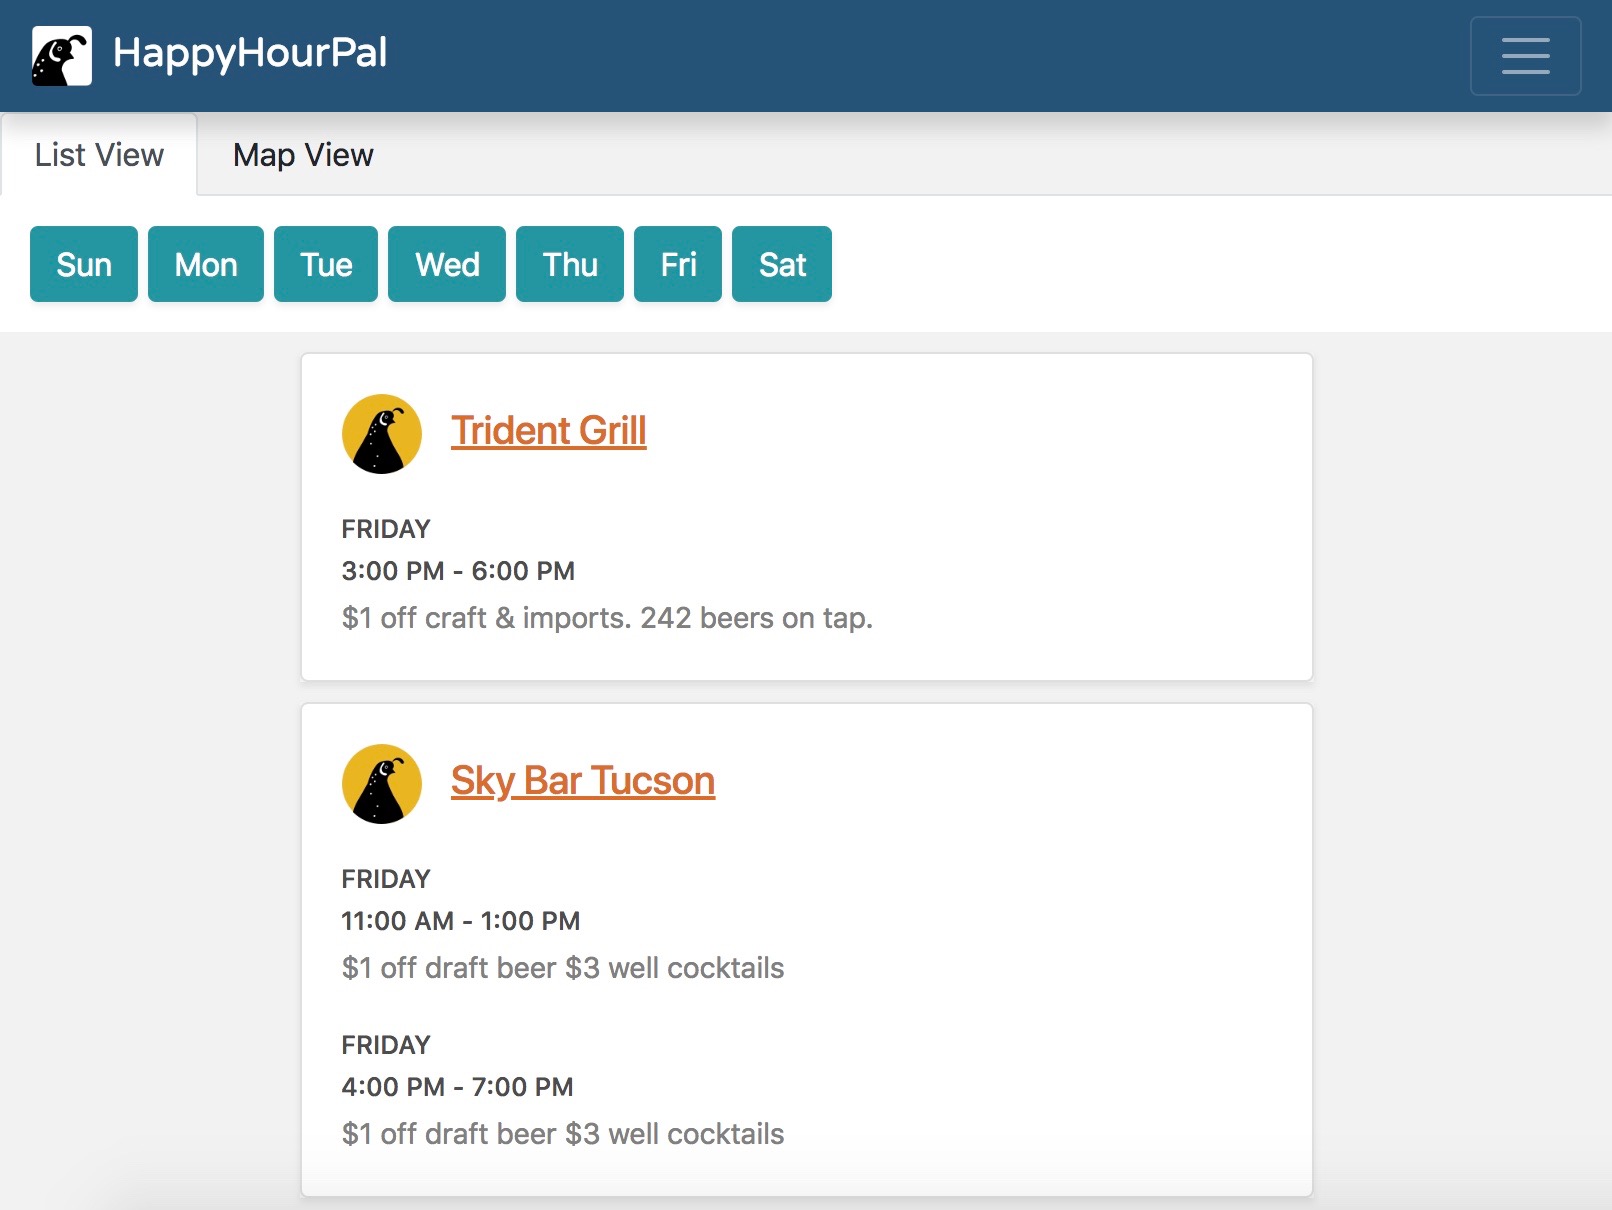 HappyHourPal
List View Map View
Sun Mon Tue Wed Thu Fri Sat
Trident Grill
FRIDAY
3:00 PM - 6:00 PM
$1 off craft & imports. 242 beers on tap.
Sky Bar Tucson
FRIDAY
11:00 AM - 1:00 PM
$1 off draft beer $3 well cocktails
FRIDAY
4:00 PM - 7:00 PM
$1 off draft beer $3 well cocktails